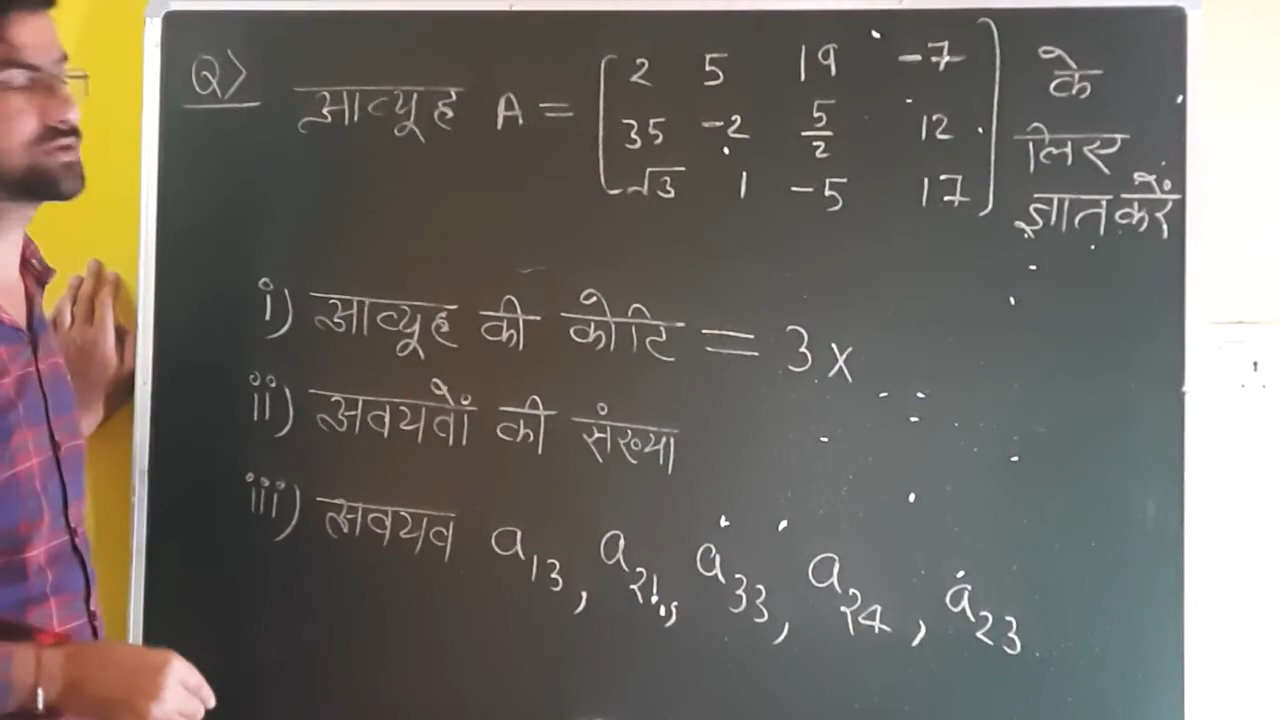 Q> आव्यूह A = [ 2 5 19 -7 ] के
35 -2 5/2 12 लिए
√3 1 -5 17 ज्ञात करें
i) आव्यूह की कोटि = 3 x
ii) अवयवों की संख्या
iii) अवयव a₁₃, a₂₁, a₃₃, a₂₄, a₂₃